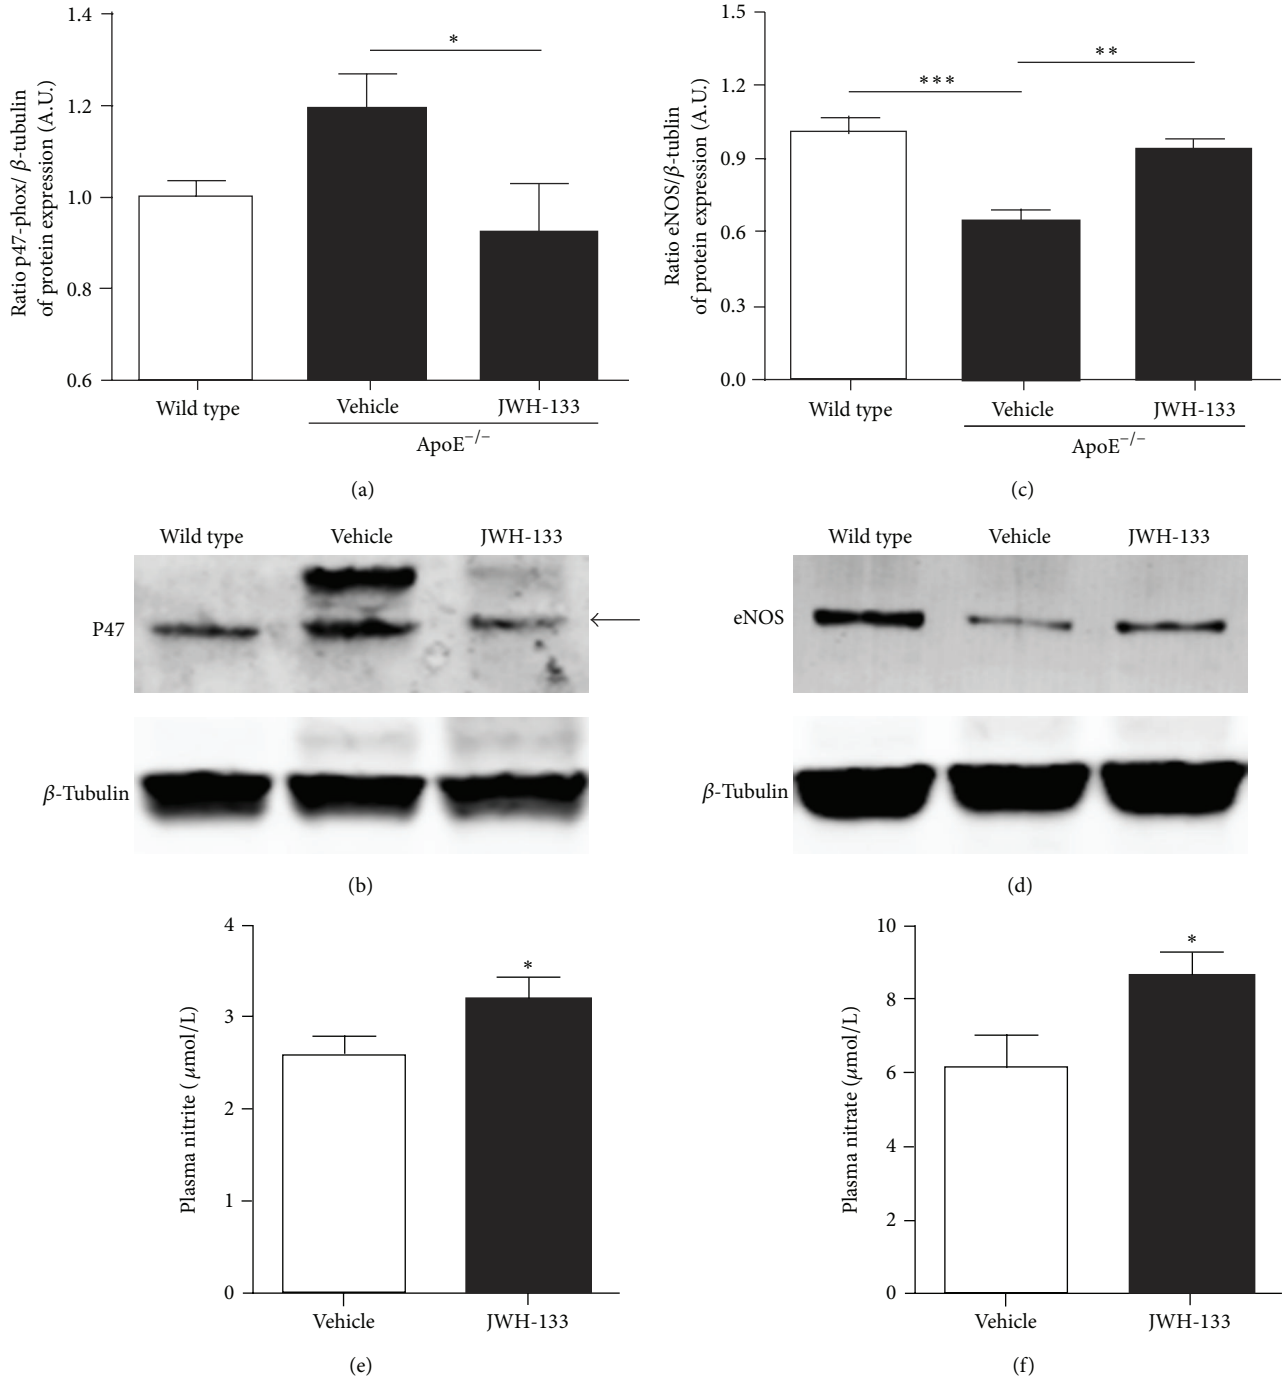 Ratio p47-phox/ β-tubulin
of protein expression (A.U.)
1.4
1.2
1.0
0.8
0.6
*
Wild type
Vehicle
JWH-133
ApoE−/−
(a)
Ratio eNOS/β-tublin
of protein expression (A.U.)
1.5
1.2
0.9
0.6
0.3
0.0
***
**
Wild type
Vehicle
JWH-133
ApoE−/−
(c)
Wild type
Vehicle
JWH-133
P47
β-Tubulin
(b)
Wild type
Vehicle
JWH-133
eNOS
β-Tubulin
(d)
Plasma nitrite ( μmol/L)
4
3
2
1
0
*
Vehicle
JWH-133
(e)
Plasma nitrate (μmol/L)
10
8
6
4
2
0
*
Vehicle
JWH-133
(f)